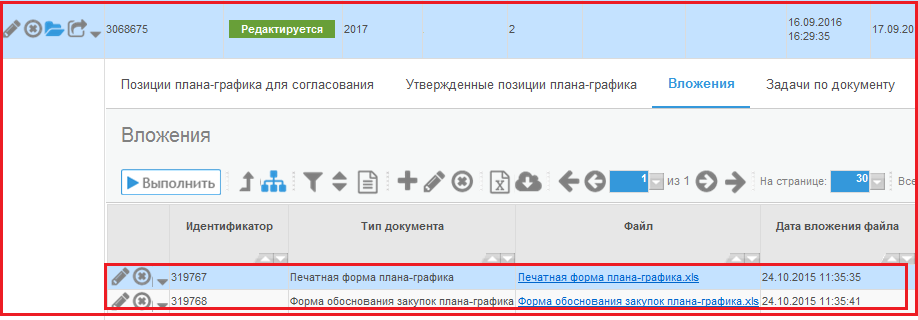 3068675 Редактируется 2017 . 2 16.09.2016 17.09.20
16:29:35
Позиции плана-графика для согласования Утвержденные позиции плана-графика Вложения Задачи по документу
Вложения
Выполнить 1 из 1 На странице: 30 Все
Идентификатор Тип документа Файл Дата вложения файла
319767 Печатная форма плана-графика Печатная форма плана-графика.xls 24.10.2015 11:35:35
319768 Форма обоснования закупок плана-графика Форма обоснования закупок плана-графика.xls 24.10.2015 11:35:41